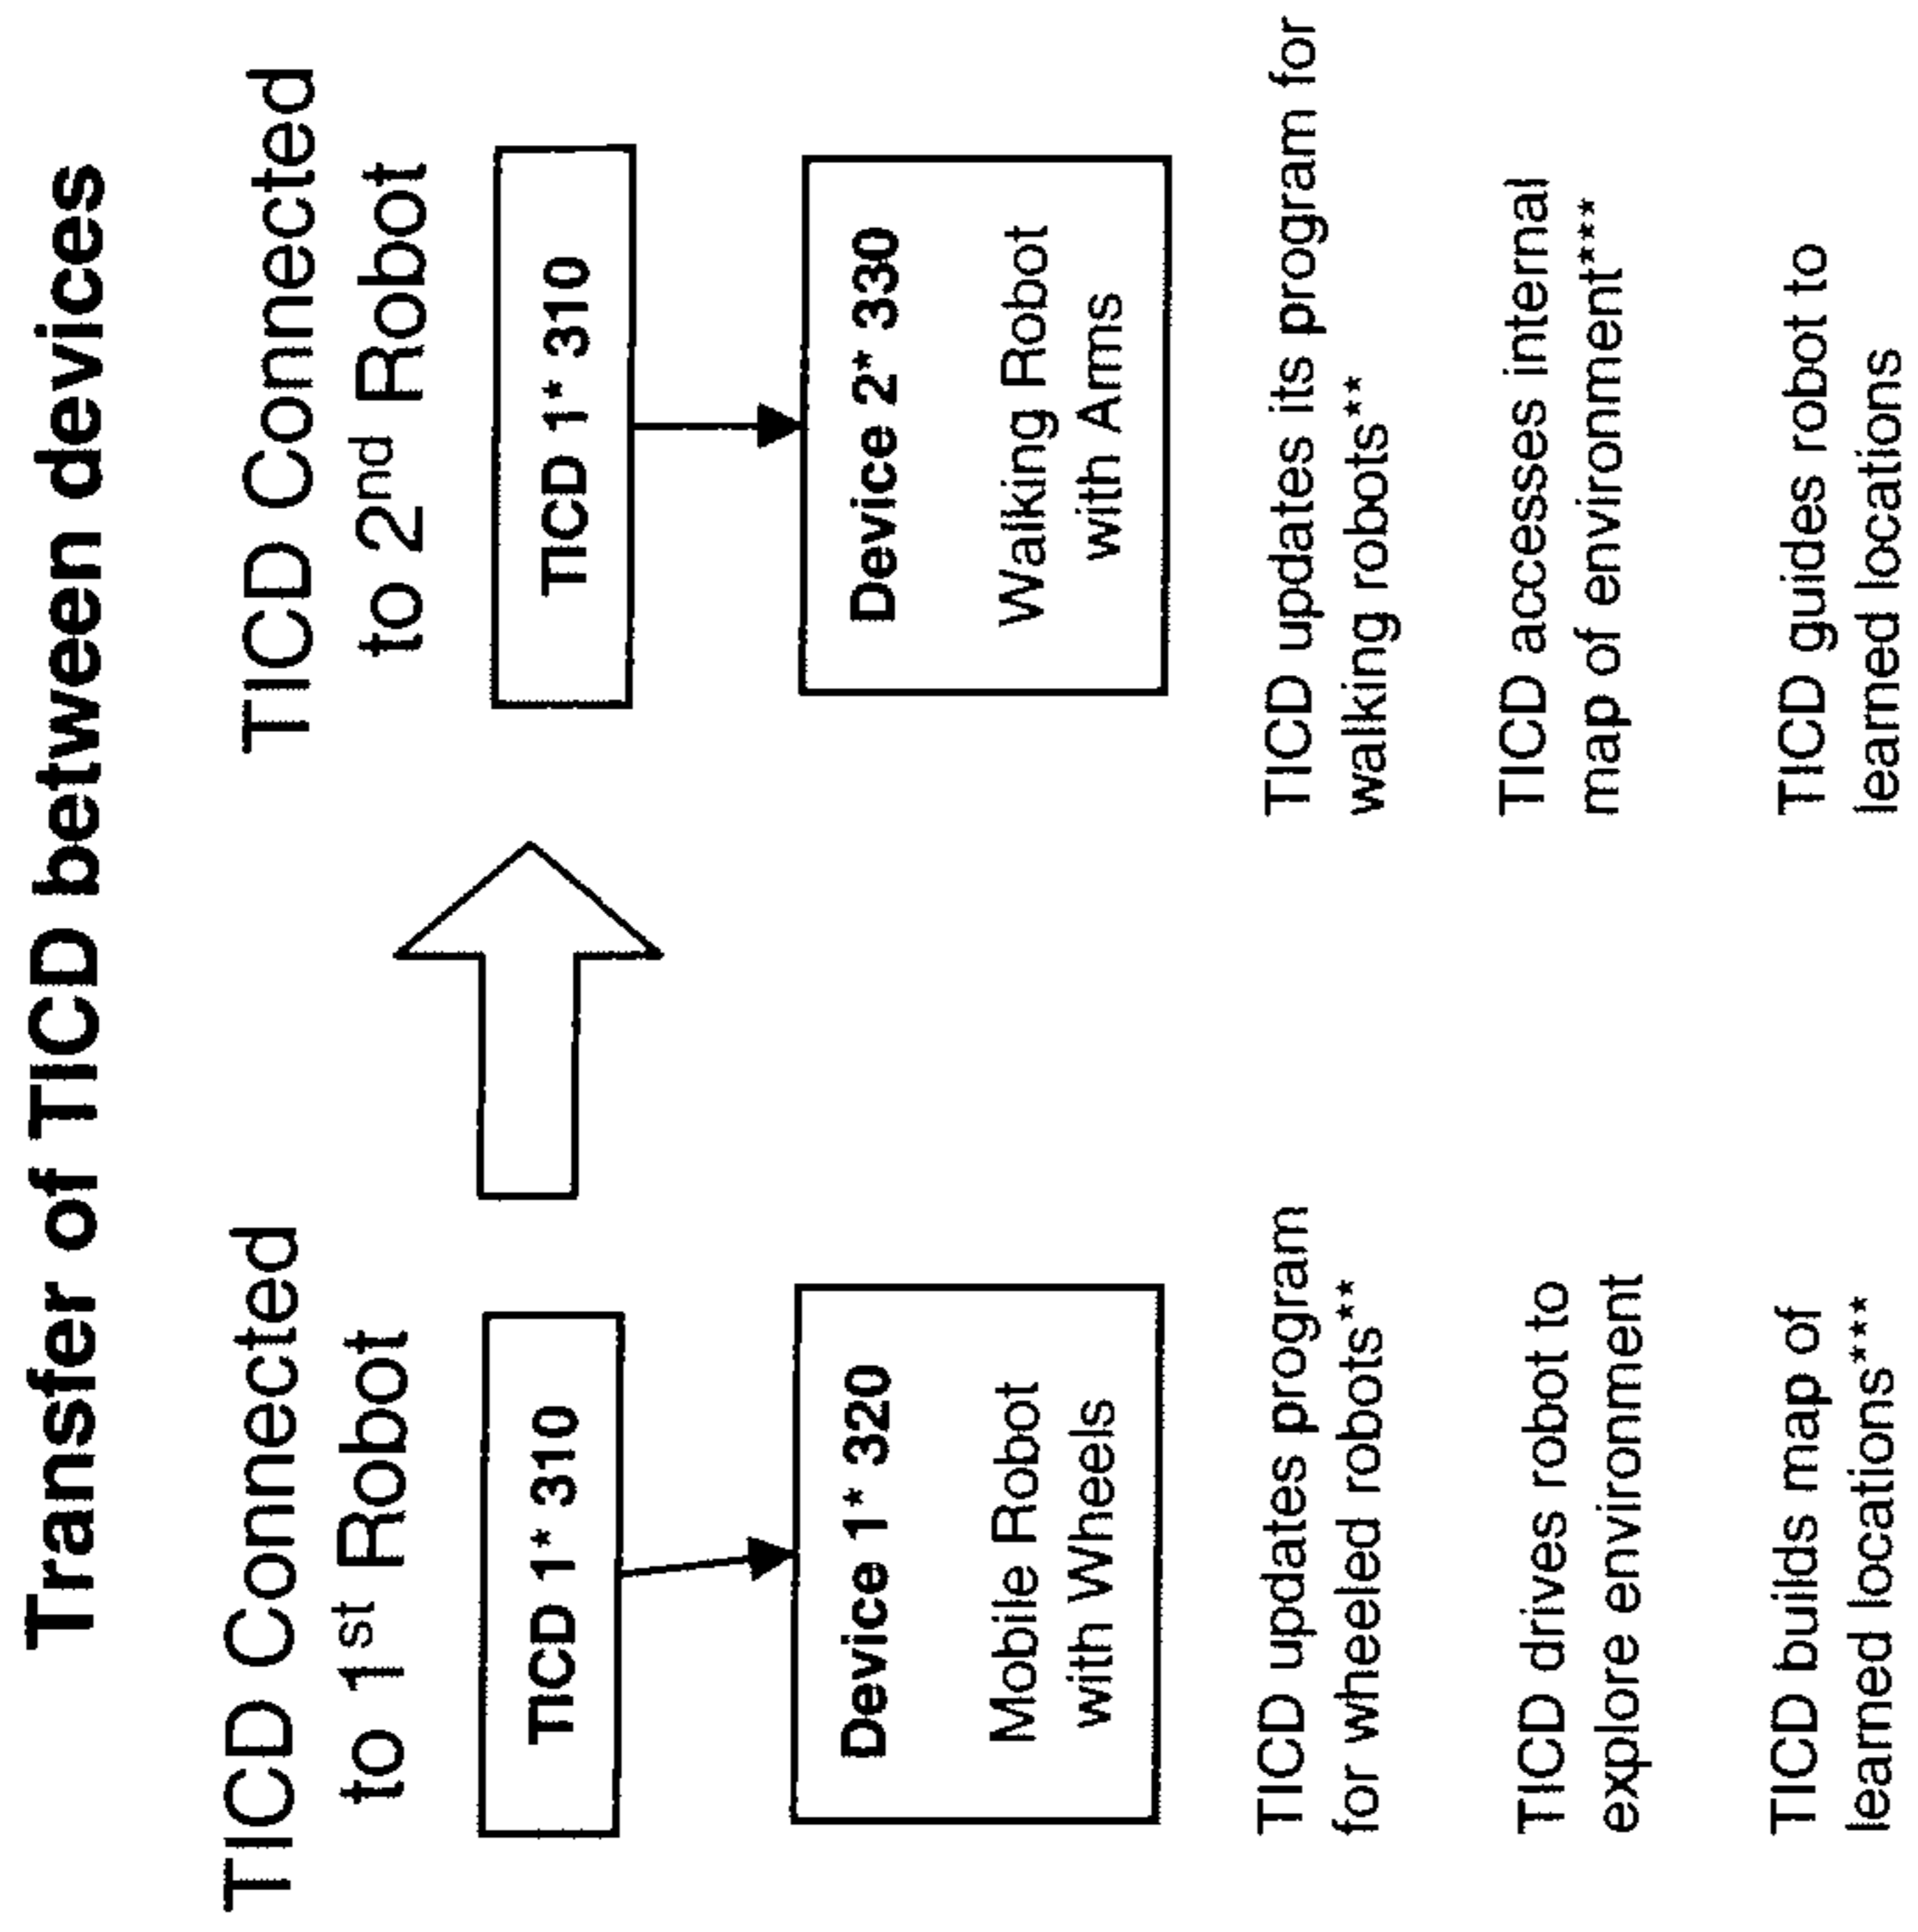 Transfer of TICD between devices
TICD Connected
to 1st Robot
TICD 1* 310
Device 1* 320
Mobile Robot
with Wheels
TICD updates program
for wheeled robots**
TICD drives robot to
explore environment
TICD builds map of
learned locations***
TICD Connected
to 2nd Robot
TICD 1* 310
Device 2* 330
Walking Robot
with Arms
TICD updates its program for
walking robots**
TICD accesses internal
map of environment***
TICD guides robot to
learned locations